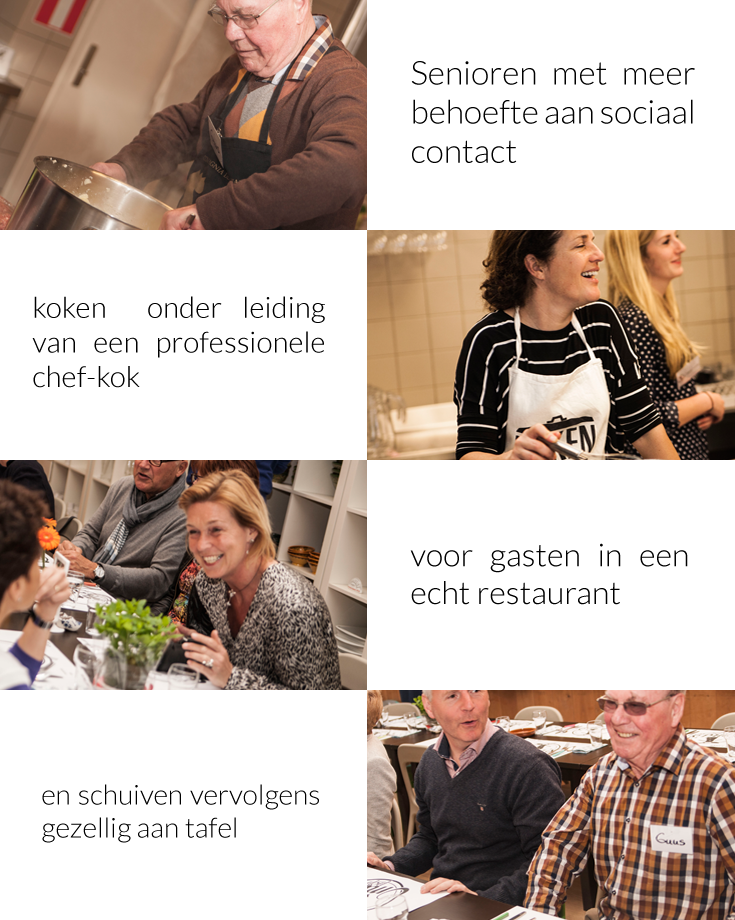 Senioren met meer
behoefte aan sociaal
contact
koken onder leiding
van een professionele
chef-kok
voor gasten in een
echt restaurant
en schuiven vervolgens
gezellig aan tafel
Guus